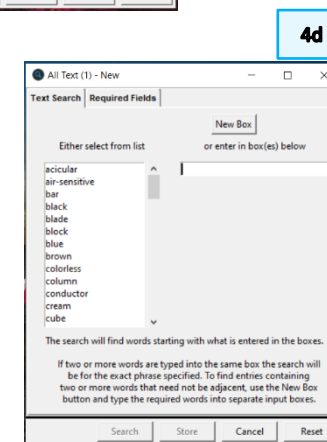 4d
All Text (1) - New
Text Search Required Fields
New Box
Either select from list or enter in box(es) below
acicular
air-sensitive
bar
black
blade
block
blue
brown
colorless
column
conductor
cream
cube
The search will find words starting with what is entered in the boxes.
If two or more words are typed into the same box the search will
be for the exact phrase specified. To find entries containing
two or more words that need not be adjacent, use the New Box
button and type the required words into separate input boxes.
Search Store Cancel Reset